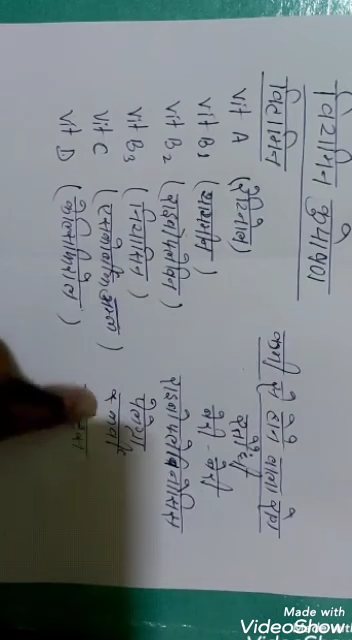 विटामिन कुपोषण
विटामिन कमी से होने वाला रोग
Vit A (रेटिनॉल) रतौंधी
Vit B1 (थायमीन) बेरी-बेरी
Vit B2 (राइबोफ्लेविन) राइबोफ्लेविनोसिस
Vit B3 (नियासिन) पेलाग्रा
Vit C (एस्कॉर्बिक अम्ल) स्कर्वी
Vit D (कैल्सिफेरॉल)
Made with
VideoShow